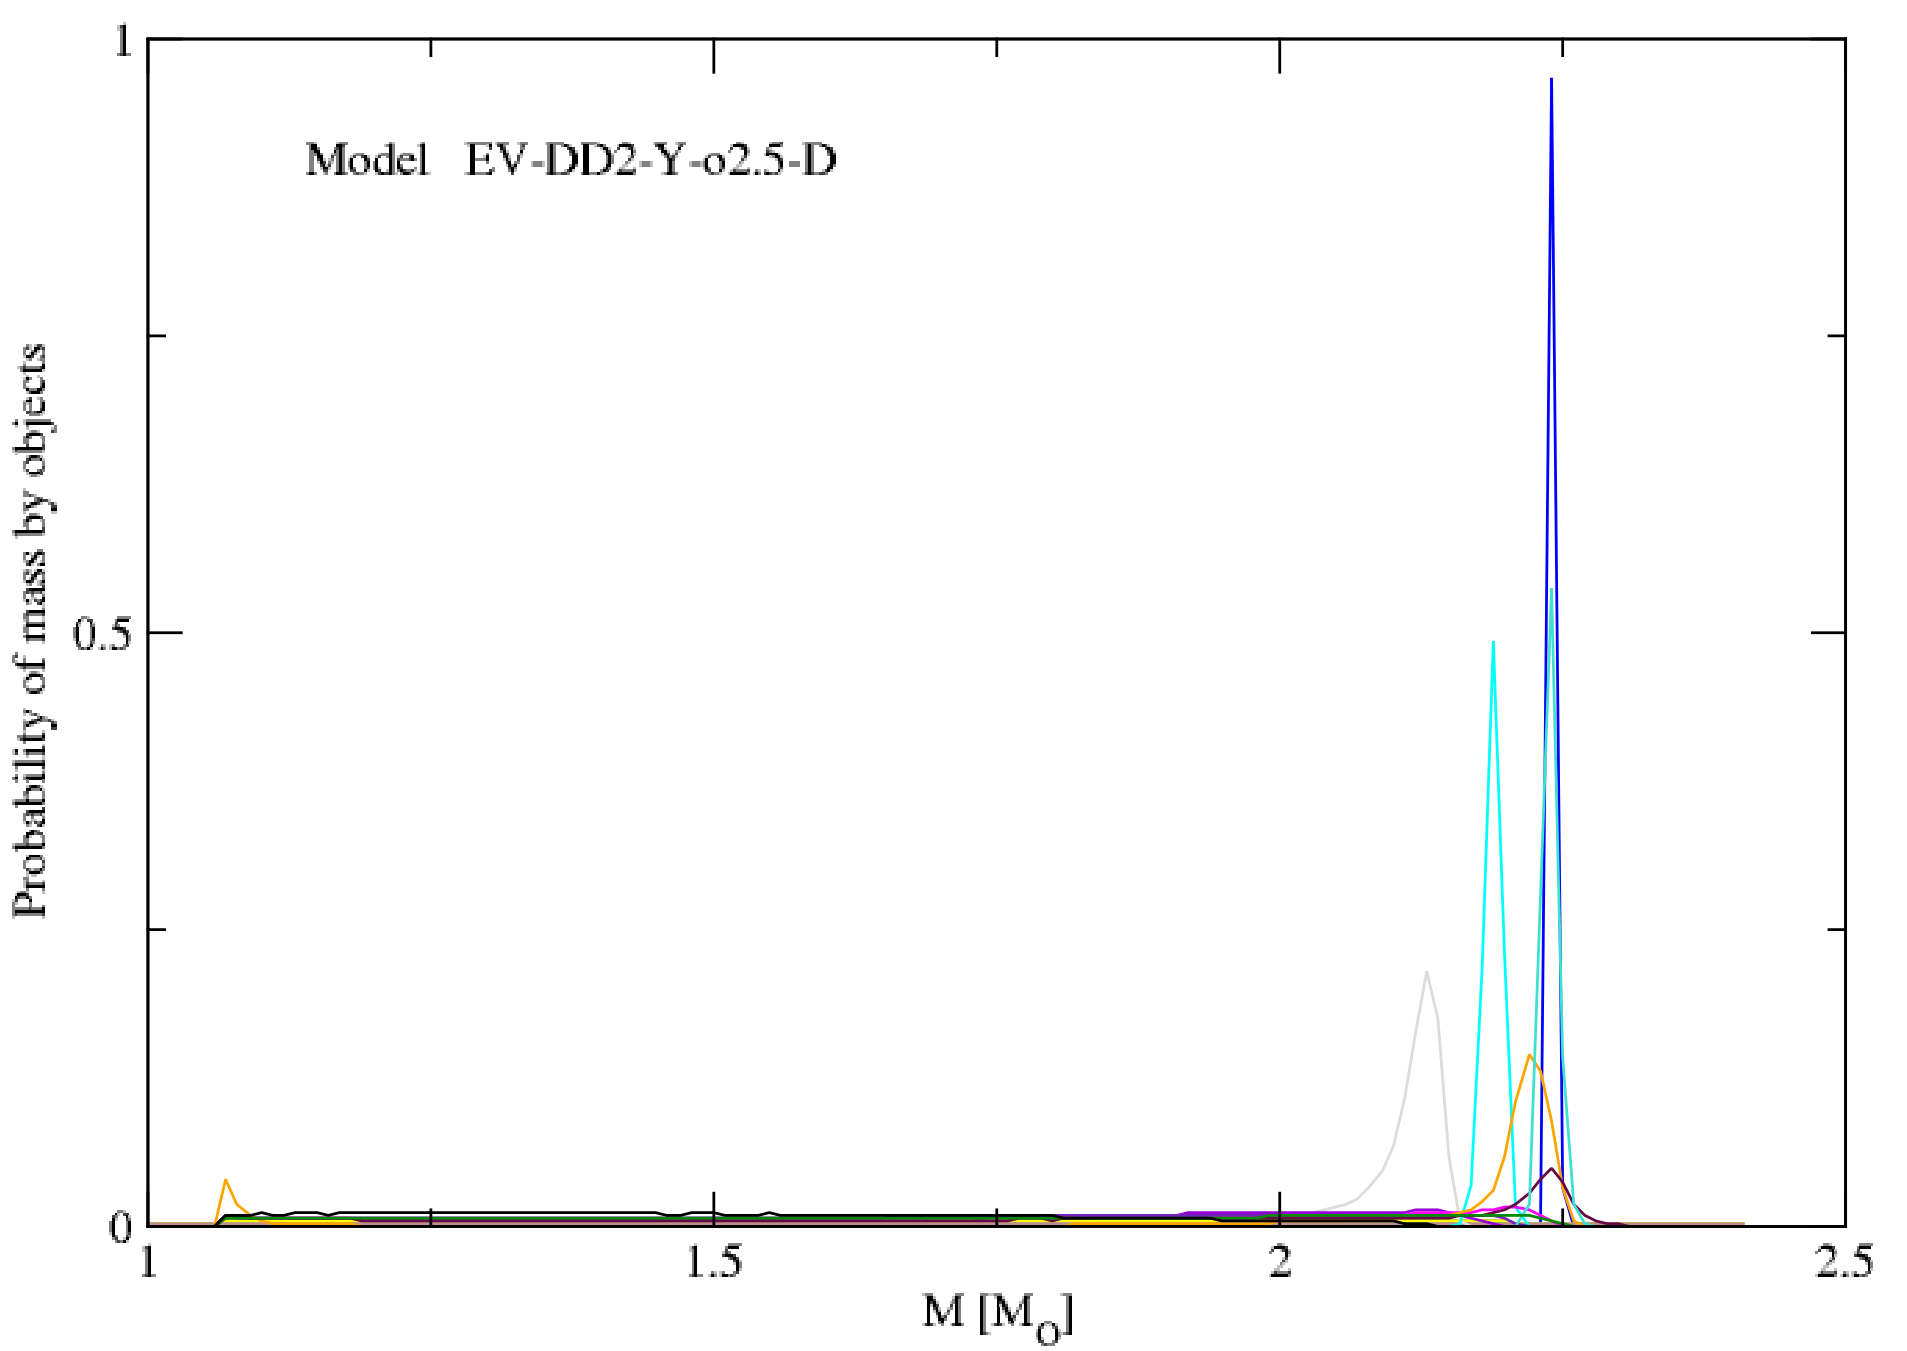 1
Model EV-DD2-Y-o2.5-D
Probability of mass by objects
0.5
0
1 1.5 2 2.5
M [M_O]